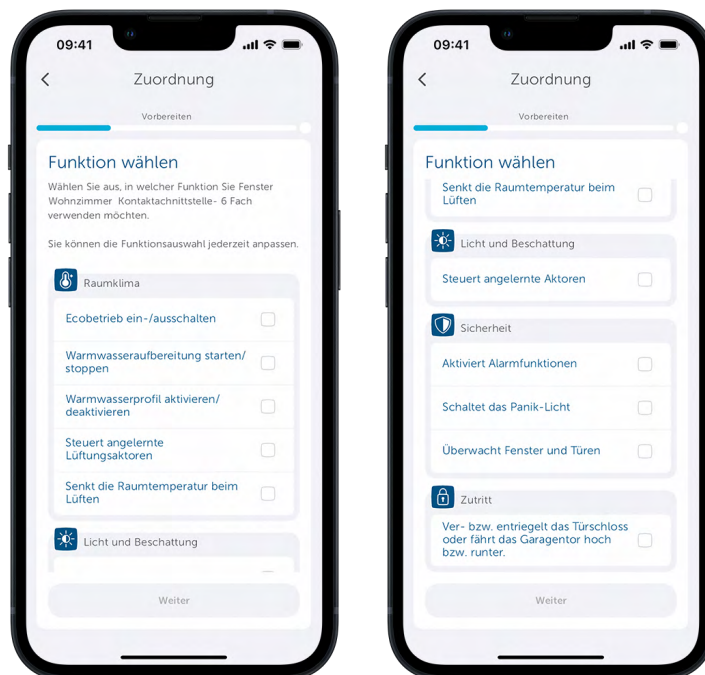 09:41
Zuordnung
Vorbereiten
Funktion wählen
Wählen Sie aus, in welcher Funktion Sie Fenster
Wohnzimmer Kontaktachnittstelle- 6 Fach
verwenden möchten.
Sie können die Funktionsauswahl jederzeit anpassen.
Raumklima
Ecobetrieb ein-/ausschalten
Warmwasseraufbereitung starten/
stoppen
Warmwasserprofil aktivieren/
deaktivieren
Steuert angelernte
Lüftungsaktoren
Senkt die Raumtemperatur beim
Lüften
Licht und Beschattung
Weiter
09:41
Zuordnung
Vorbereiten
Funktion wählen
Senkt die Raumtemperatur beim
Lüften
Licht und Beschattung
Steuert angelernte Aktoren
Sicherheit
Aktiviert Alarmfunktionen
Schaltet das Panik-Licht
Überwacht Fenster und Türen
Zutritt
Ver- bzw. entriegelt das Türschloss
oder fährt das Garagentor hoch
bzw. runter.
Weiter